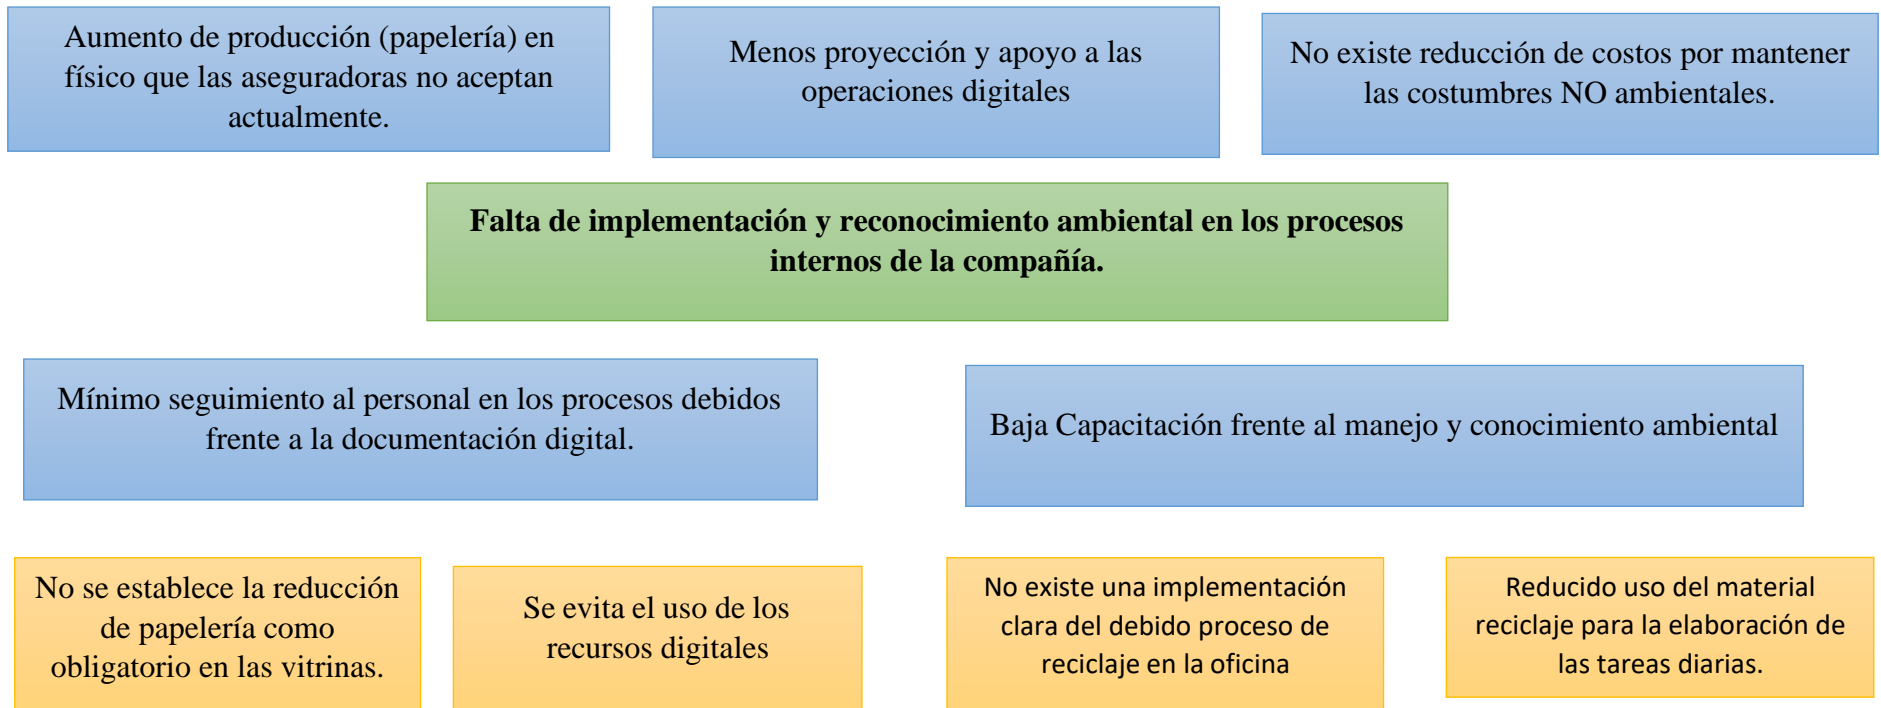 Aumento de producción (papelería) en
físico que las aseguradoras no aceptan
actualmente.
Menos proyección y apoyo a las
operaciones digitales
No existe reducción de costos por mantener
las costumbres NO ambientales.
Falta de implementación y reconocimiento ambiental en los procesos
internos de la compañía.
Mínimo seguimiento al personal en los procesos debidos
frente a la documentación digital.
Baja Capacitación frente al manejo y conocimiento ambiental
No se establece la reducción
de papelería como
obligatorio en las vitrinas.
Se evita el uso de los
recursos digitales
No existe una implementación
clara del debido proceso de
reciclaje en la oficina
Reducido uso del material
reciclaje para la elaboración de
las tareas diarias.